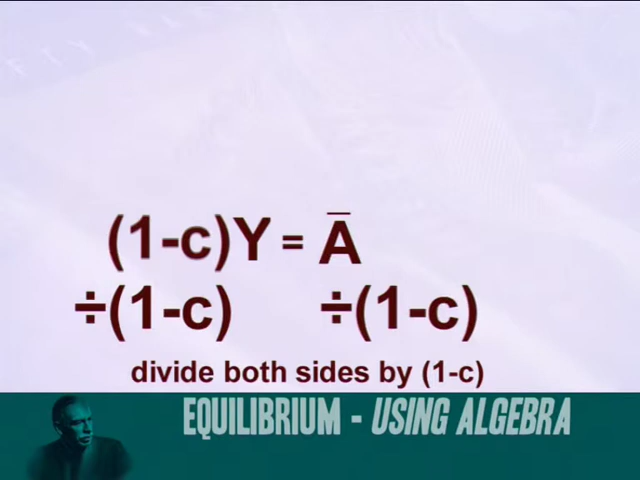 (1-c)Y = A̅
÷(1-c) ÷(1-c)
divide both sides by (1-c)
EQUILIBRIUM - USING ALGEBRA